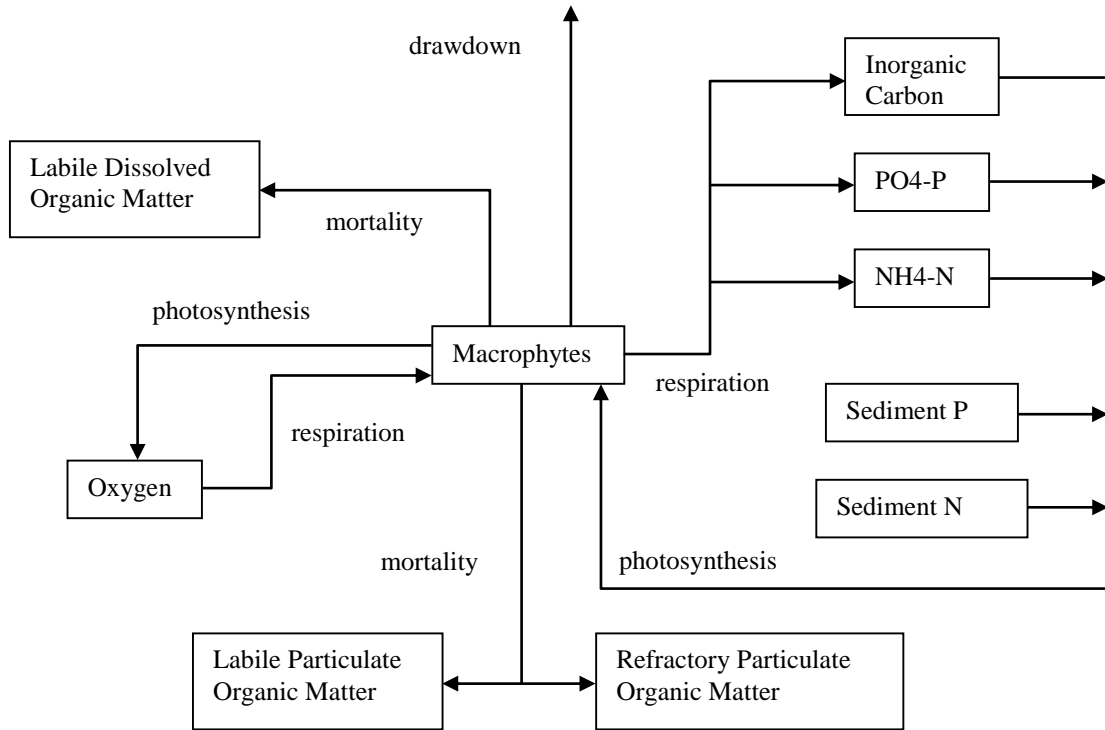 drawdown
Inorganic
Carbon
Labile Dissolved
Organic Matter
PO4-P
mortality
NH4-N
photosynthesis
Macrophytes
respiration
Sediment P
respiration
Oxygen
Sediment N
mortality
photosynthesis
Labile Particulate
Organic Matter
Refractory Particulate
Organic Matter